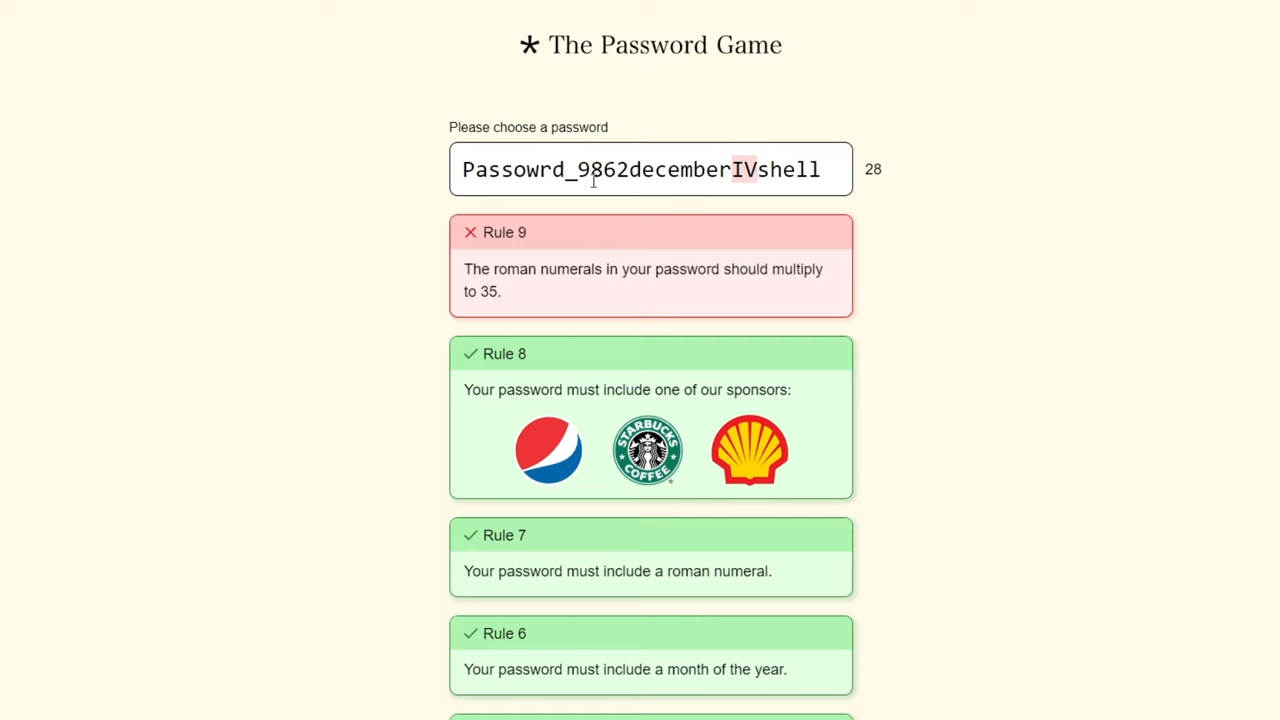 * The Password Game
Please choose a password
Passowrd_9862decemberIVshell 28
Rule 9
The roman numerals in your password should multiply
to 35.
Rule 8
Your password must include one of our sponsors:
STARBUCKS
COFFEE
Rule 7
Your password must include a roman numeral.
Rule 6
Your password must include a month of the year.